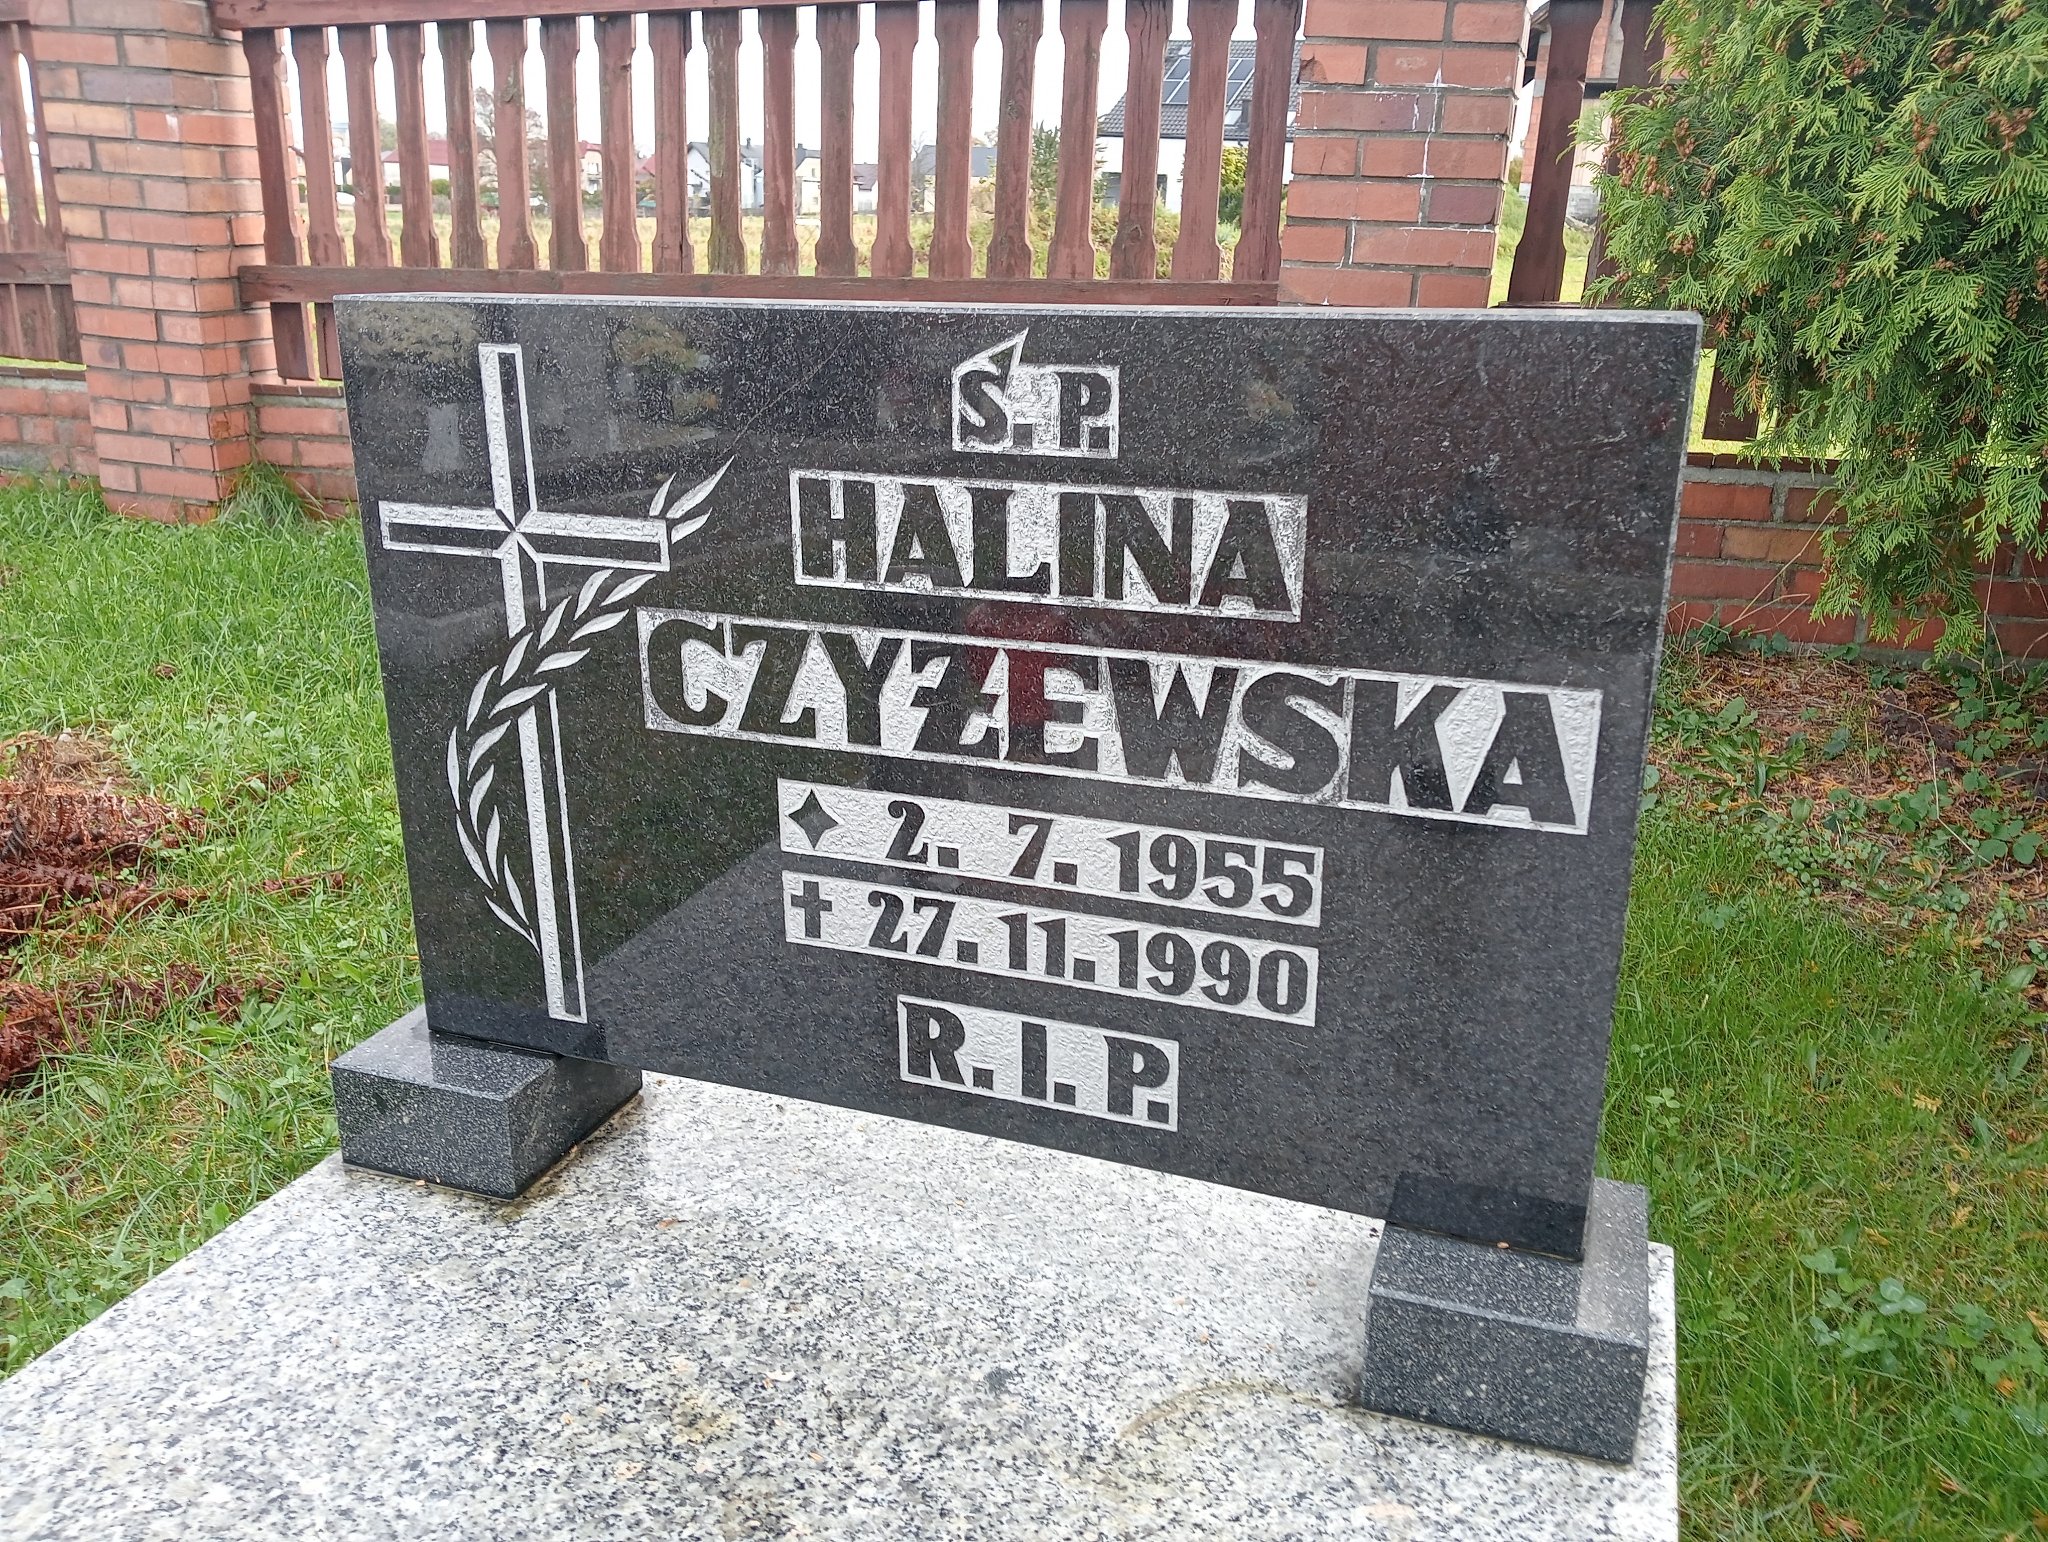 Ś.P.
HALINA
CZYŻEWSKA
✦ 2. 7. 1955
✝ 27. 11. 1990
R. I. P.